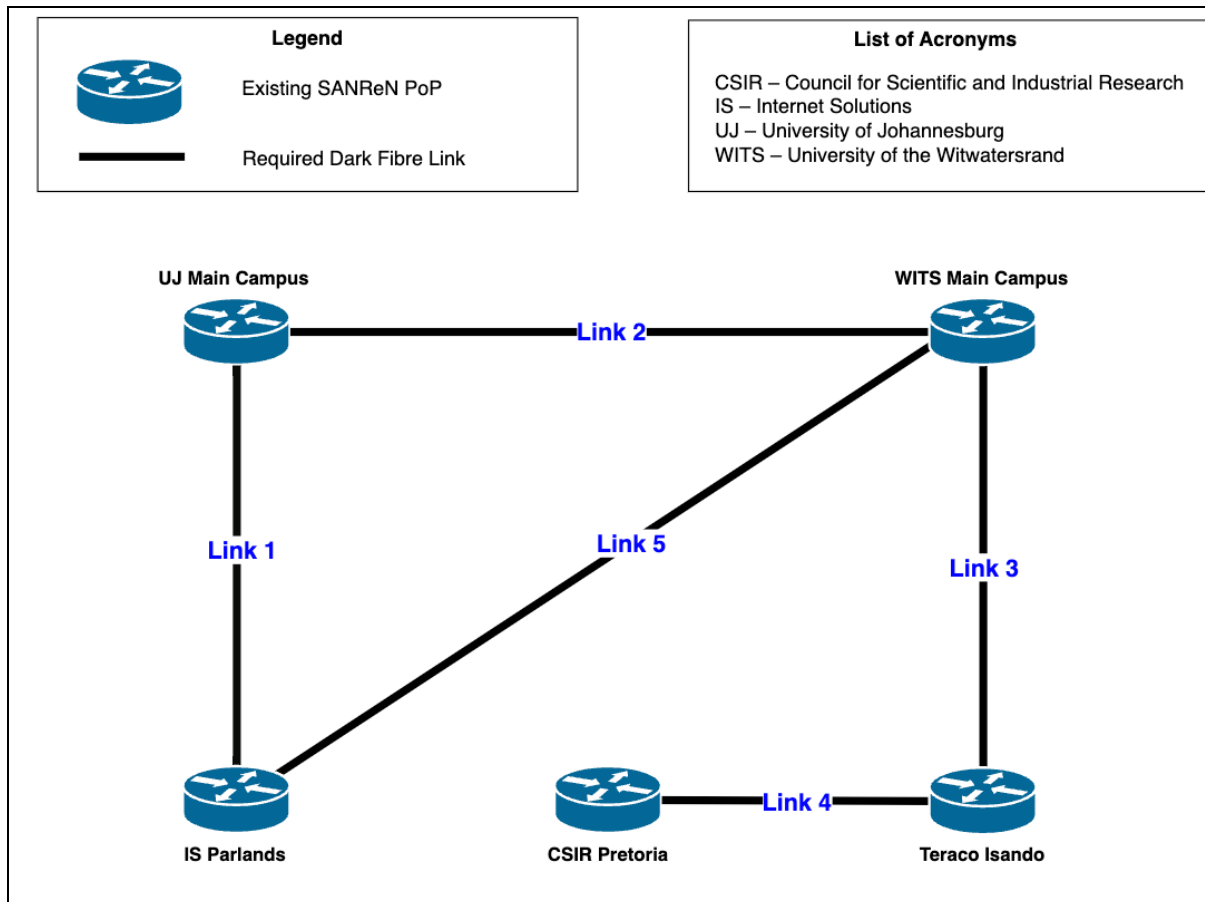 Legend
Existing SANReN PoP
Required Dark Fibre Link
List of Acronyms
CSIR – Council for Scientific and Industrial Research
IS – Internet Solutions
UJ – University of Johannesburg
WITS – University of the Witwatersrand
UJ Main Campus
WITS Main Campus
Link 2
Link 1
Link 5
Link 3
Link 4
IS Parlands
CSIR Pretoria
Teraco Isando